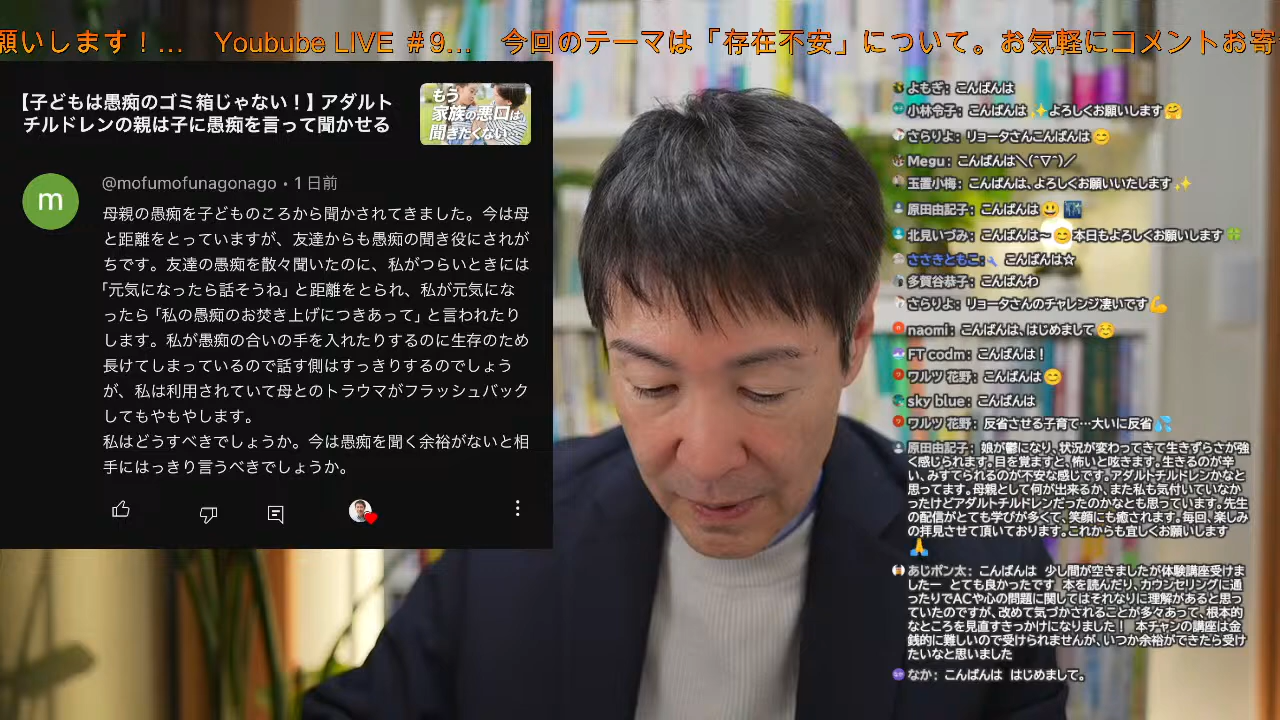 願いします！…　Youbube LIVE ＃9…　今回のテーマは「存在不安」について。お気軽にコメントお寄せ
【子どもは愚痴のゴミ箱じゃない！】アダルト
チルドレンの親は子に愚痴を言って聞かせる
もう
家族の悪口は
聞きたくない…
m
@mofumofunagonago・1 日前
母親の愚痴を子どものころから聞かされてきました。今は母
と距離をとっていますが、友達からも愚痴の聞き役にされが
ちです。友達の愚痴を散々聞いたのに、私がつらいときには
「元気になったら話そうね」と距離をとられ、私が元気にな
ったら「私の愚痴のお焚き上げにつきあって」と言われたり
します。私が愚痴の合いの手を入れたりするのに生存のため
長けてしまっているので話す側はすっきりするのでしょう
が、私は利用されていて母とのトラウマがフラッシュバック
してもやもやします。
私はどうすべきでしょうか。今は愚痴を聞く余裕がないと相
手にはっきり言うべきでしょうか。
よもぎ: こんばんは
小林令子: こんばんは ✨よろしくお願いします🤗
さらりよ: リョータさんこんばんは😊
Megu: こんばんは＼(^▽^)／
玉置小梅: こんばんは、よろしくお願いいたします✨
原田由記子: こんばんは😃🌃
北見いづみ: こんばんは〜😊本日もよろしくお願いします🍀
ささきともこ: こんばんは☆
多賀谷恭子: こんばんわ
さらりよ: リョータさんのチャレンジ凄いです💪
naomi: こんばんは、はじめまして☺️
FT codm: こんばんは！
ワルツ 花野: こんばんは😊
sky blue: こんばんは
ワルツ 花野: 反省させる子育て…大いに反省💦
原田由記子: 娘が鬱になり、状況が変わってきて生きずらさが強
く感じられます。目を覚ますと、怖いと呟きます。生きるのが辛
い、みすてられるのが不安な感じです。アダルトチルドレンかなと
思ってます。母親として何が出来るか、また私も気付いていなか
ったけどアダルトチルドレンだったのかなとも思っています。先生
の配信がとても学びが多くて、笑顔にも癒されます。毎回、楽しみ
の拝見させて頂いております。これからも宜しくお願いします
🙏
あじポン太: こんばんは　少し間が空きましたが体験講座受けま
したー　とても良かったです　本を読んだり、カウンセリングに通
ったりでACや心の問題に関してはそれなりに理解があると思っ
ていたのですが、改めて気づかされることが多々あって、根本的
なところを見直すきっかけになりました！　本チャンの講座は金
銭的に難しいので受けられませんが、いつか余裕ができたら受け
たいなと思いました
なか: こんばんは　はじめまして。